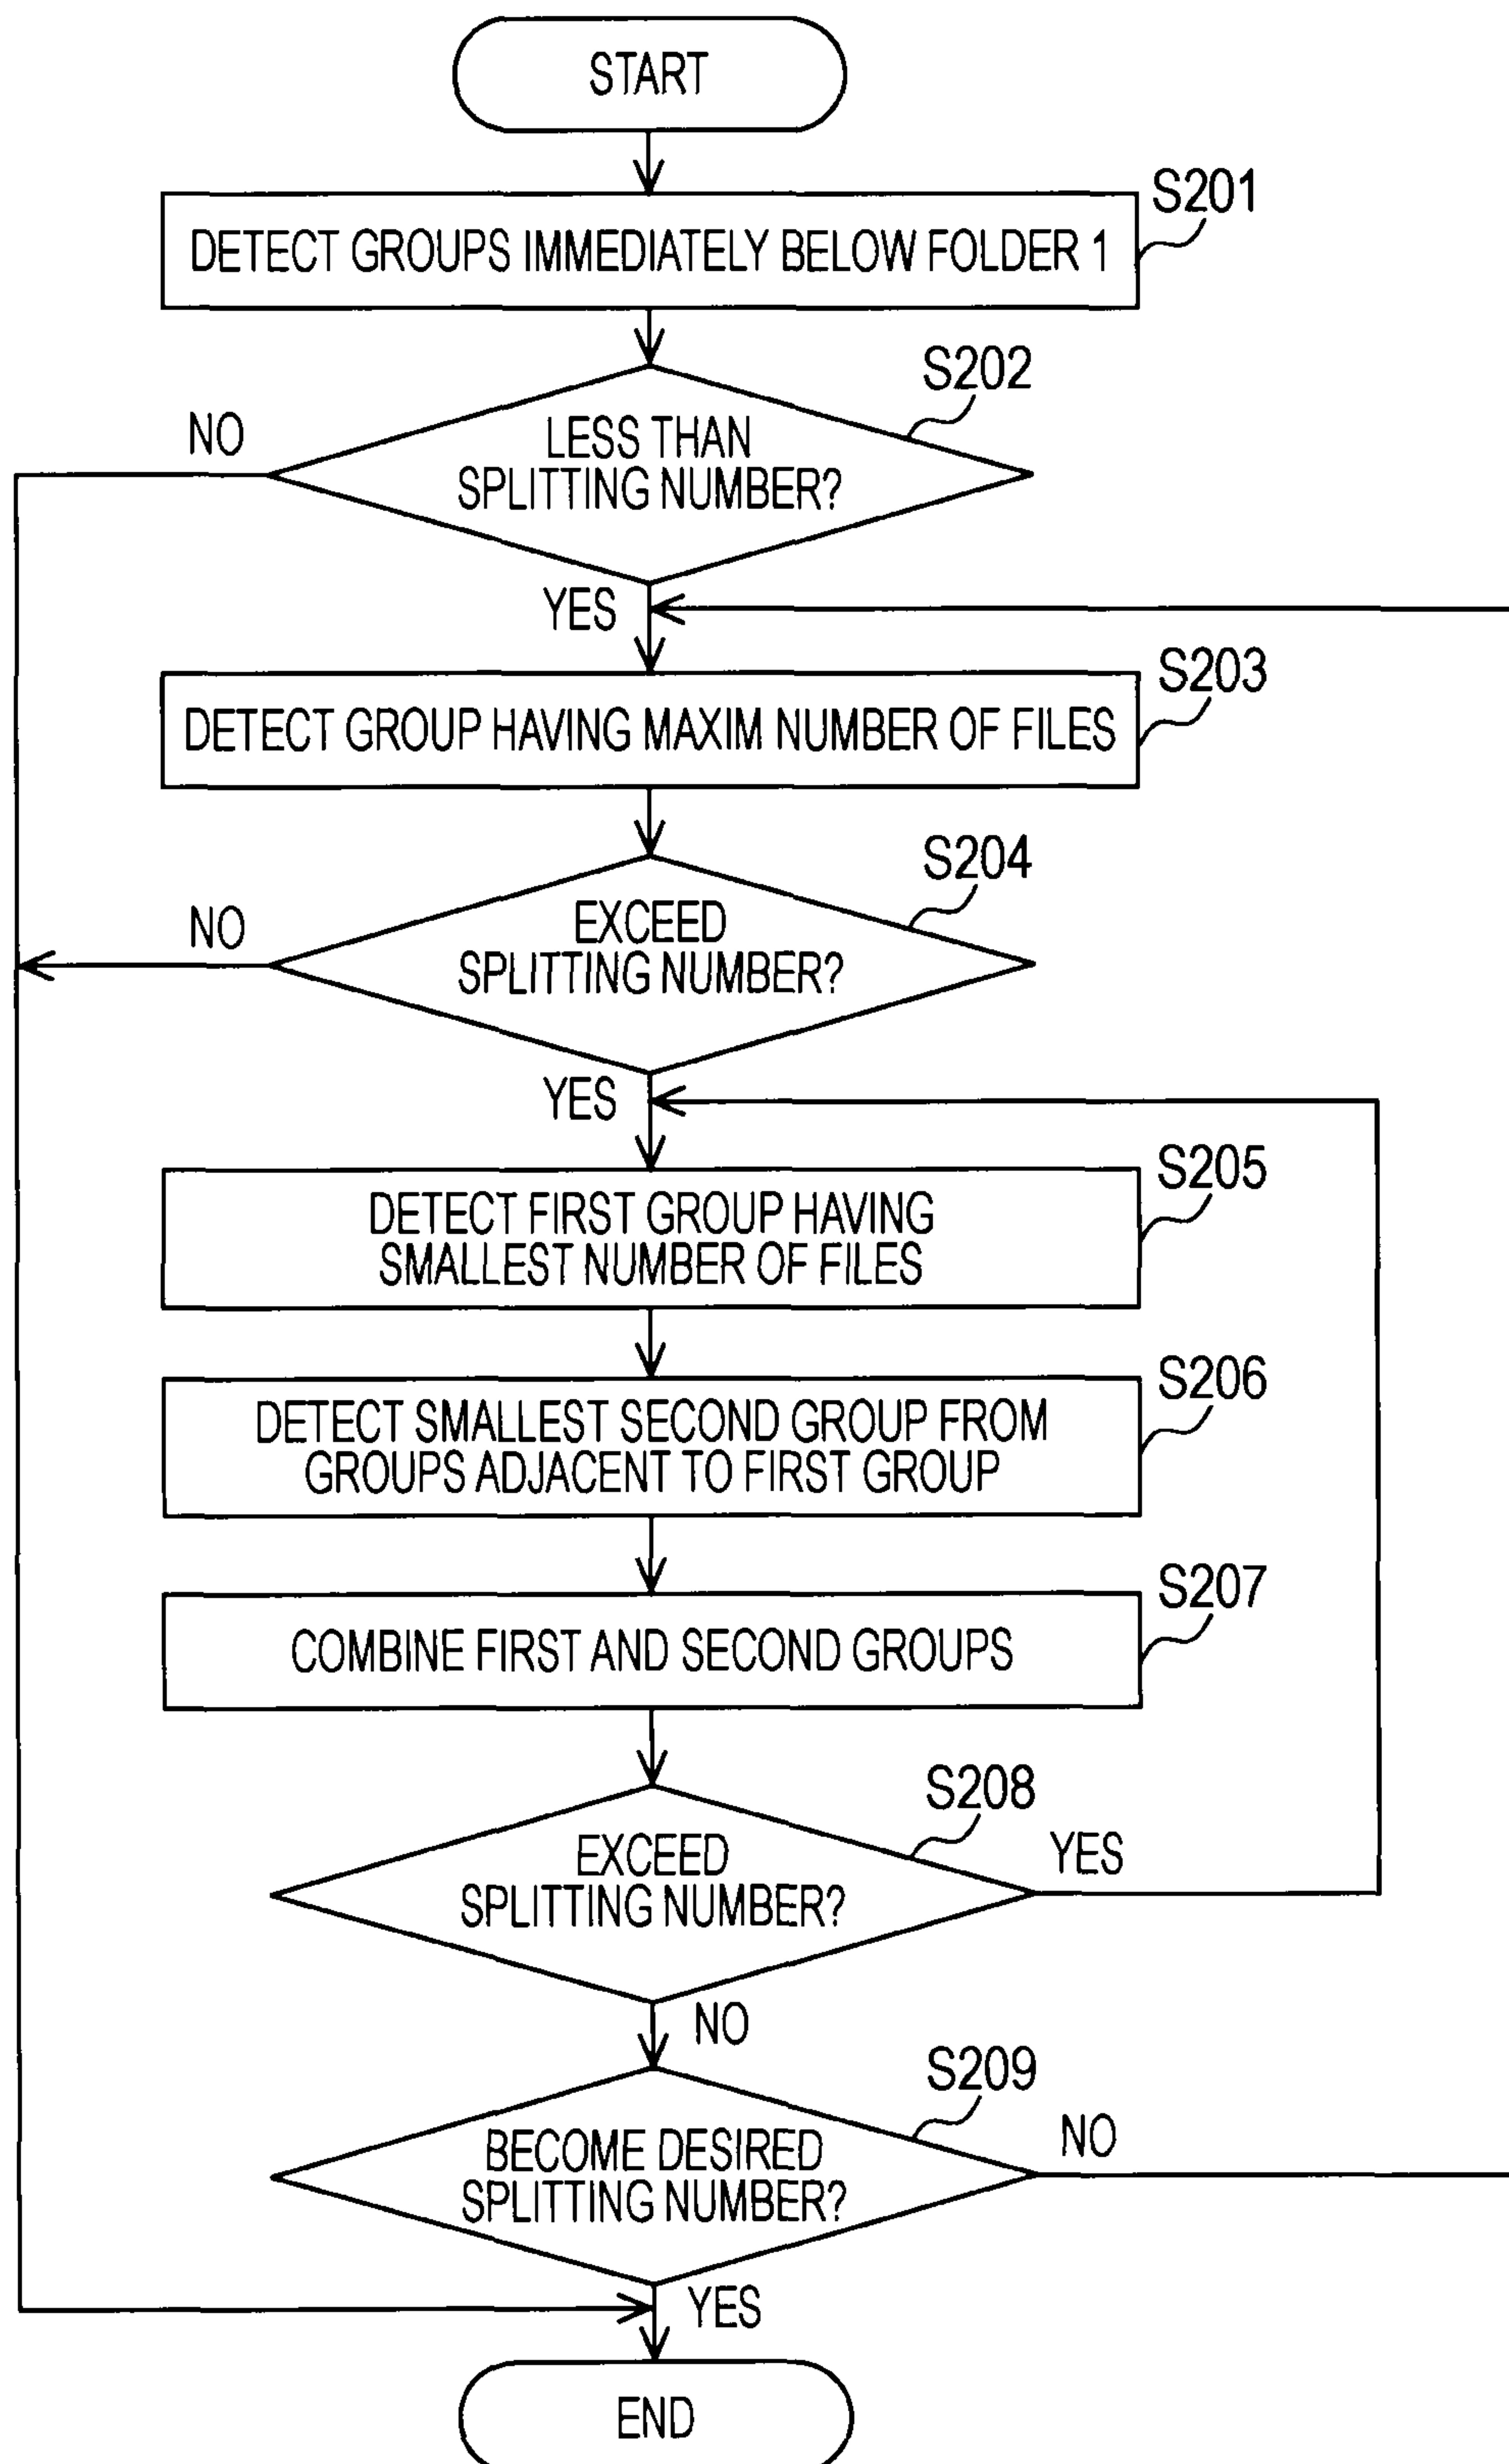 START
S201
DETECT GROUPS IMMEDIATELY BELOW FOLDER 1
S202
NO
LESS THAN
SPLITTING NUMBER?
YES
S203
DETECT GROUP HAVING MAXIM NUMBER OF FILES
S204
NO
EXCEED
SPLITTING NUMBER?
YES
S205
DETECT FIRST GROUP HAVING
SMALLEST NUMBER OF FILES
S206
DETECT SMALLEST SECOND GROUP FROM
GROUPS ADJACENT TO FIRST GROUP
S207
COMBINE FIRST AND SECOND GROUPS
S208
EXCEED
SPLITTING NUMBER?
YES
NO
S209
BECOME DESIRED
SPLITTING NUMBER?
NO
YES
END